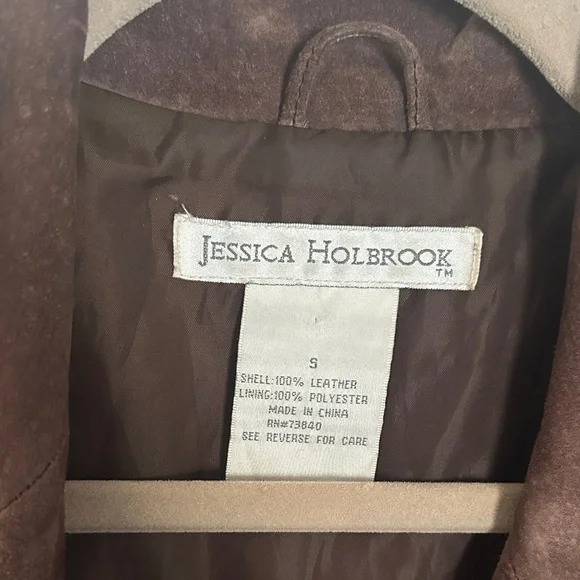 JESSICA HOLBROOK
TM
S
SHELL:100% LEATHER
LINING:100% POLYESTER
MADE IN CHINA
RN#73840
SEE REVERSE FOR CARE